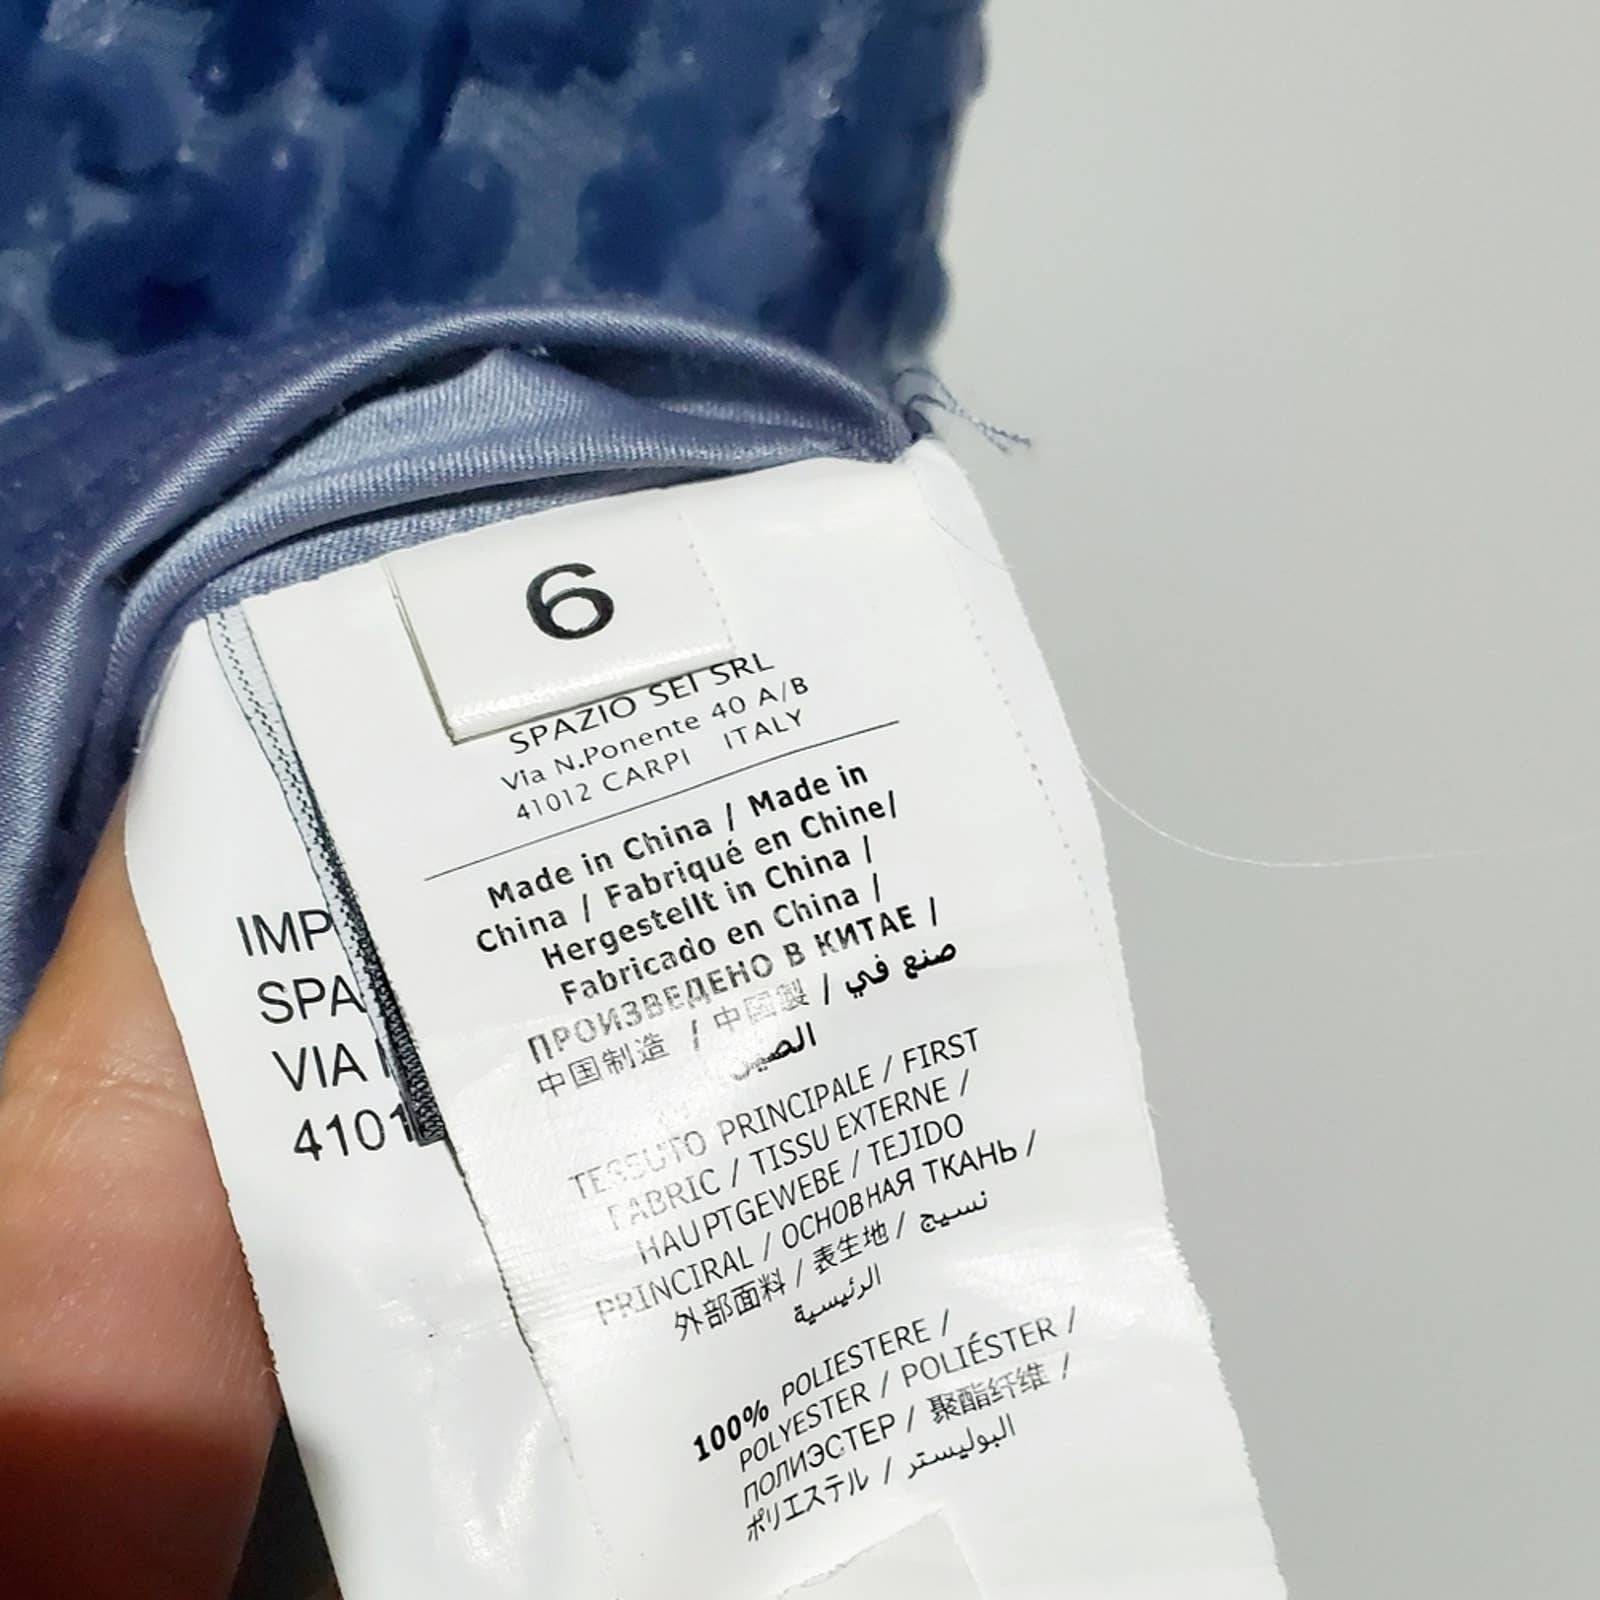 6
SPAZIO SEI SRL
Via N.Ponente 40 A/B
41012 CARPI ITALY
Made in China / Made in
China / Fabriqué en Chine/
Hergestellt in China /
Fabricado en China /
ПРОИЗВЕДЕНО В КИТАЕ /
中国制造 / 中国製 / صنع في
الصين
TESSUTO PRINCIPALE / FIRST
FABRIC / TISSU EXTERNE /
HAUPTGEWEBE / TEJIDO
PRINCIRAL / ОСНОВНАЯ ТКАНЬ /
外部面料 / 表生地 / نسيج
الرئيسية
100% POLIESTERE /
POLYESTER / POLIÉSTER /
ПОЛИЭСТЕР / 聚酯纤维 /
ポリエステル / البوليستر
IMP
SPA
VIA
4101